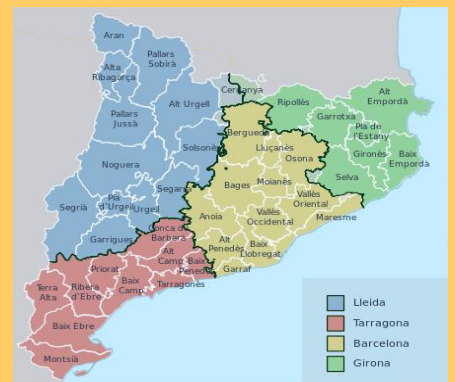 Aran
Pallars
Sobirà
Alta
Ribagorça
Cerdanya
Alt Urgell
Ripollès
Alt
Empordà
Garrotxa
Pallars
Jussà
Berguedà
Pla de
l'Estany
Solsonès
Lluçanès
Osona
Gironès
Baix
Empordà
Noguera
Selva
Bages
Moianès
Segarra
Vallès
Oriental
Segrià
Pla
d'Urgell
Urgell
Anoia
Vallès
Occidental
Maresme
Garrigues
Conca de
Barberà
Alt
Penedès
Baix
Llobregat
Alt
Camp
Baix
Penedès
Garraf
Priorat
Tarragonès
Terra
Alta
Ribera
d'Ebre
Baix
Camp
Baix Ebre
Montsià
Lleida
Tarragona
Barcelona
Girona